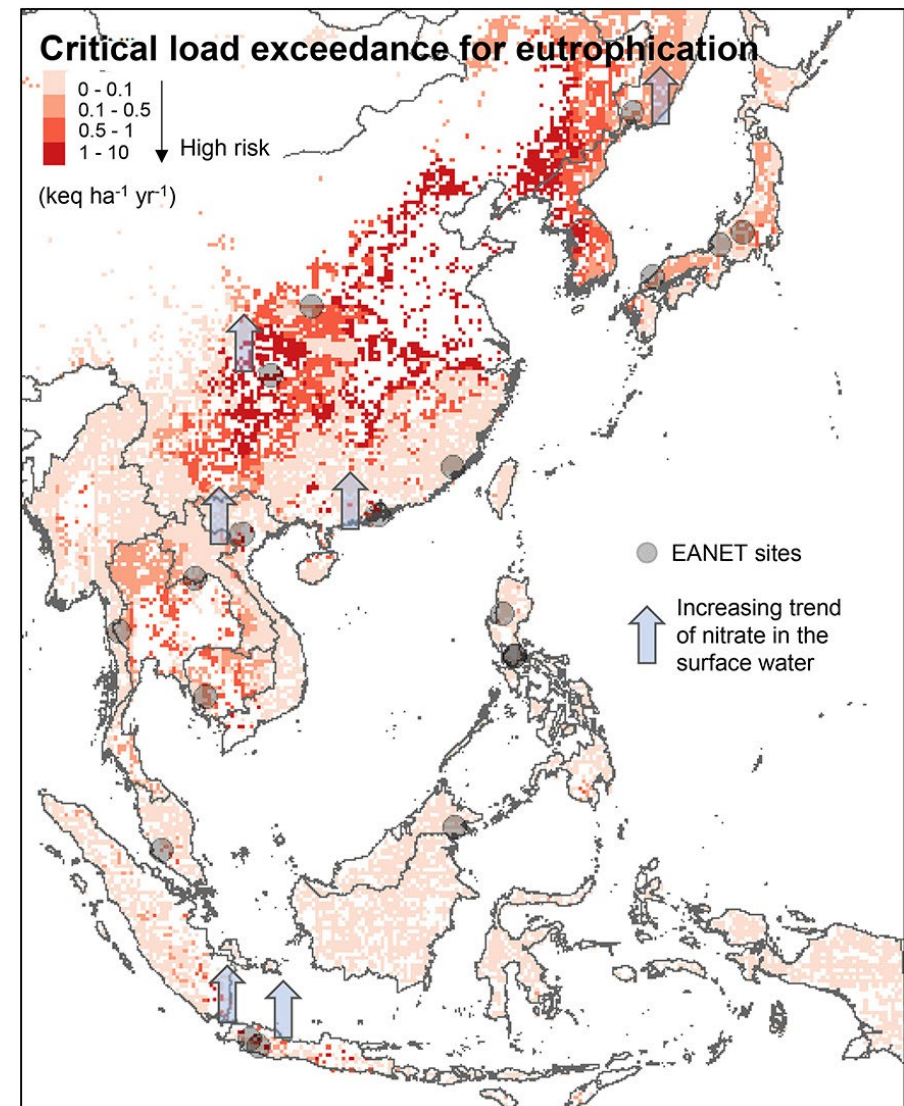 Critical load exceedance for eutrophication
0 - 0.1
0.1 - 0.5
0.5 - 1
1 - 10
High risk
(keq ha⁻¹ yr⁻¹)
EANET sites
Increasing trend
of nitrate in the
surface water